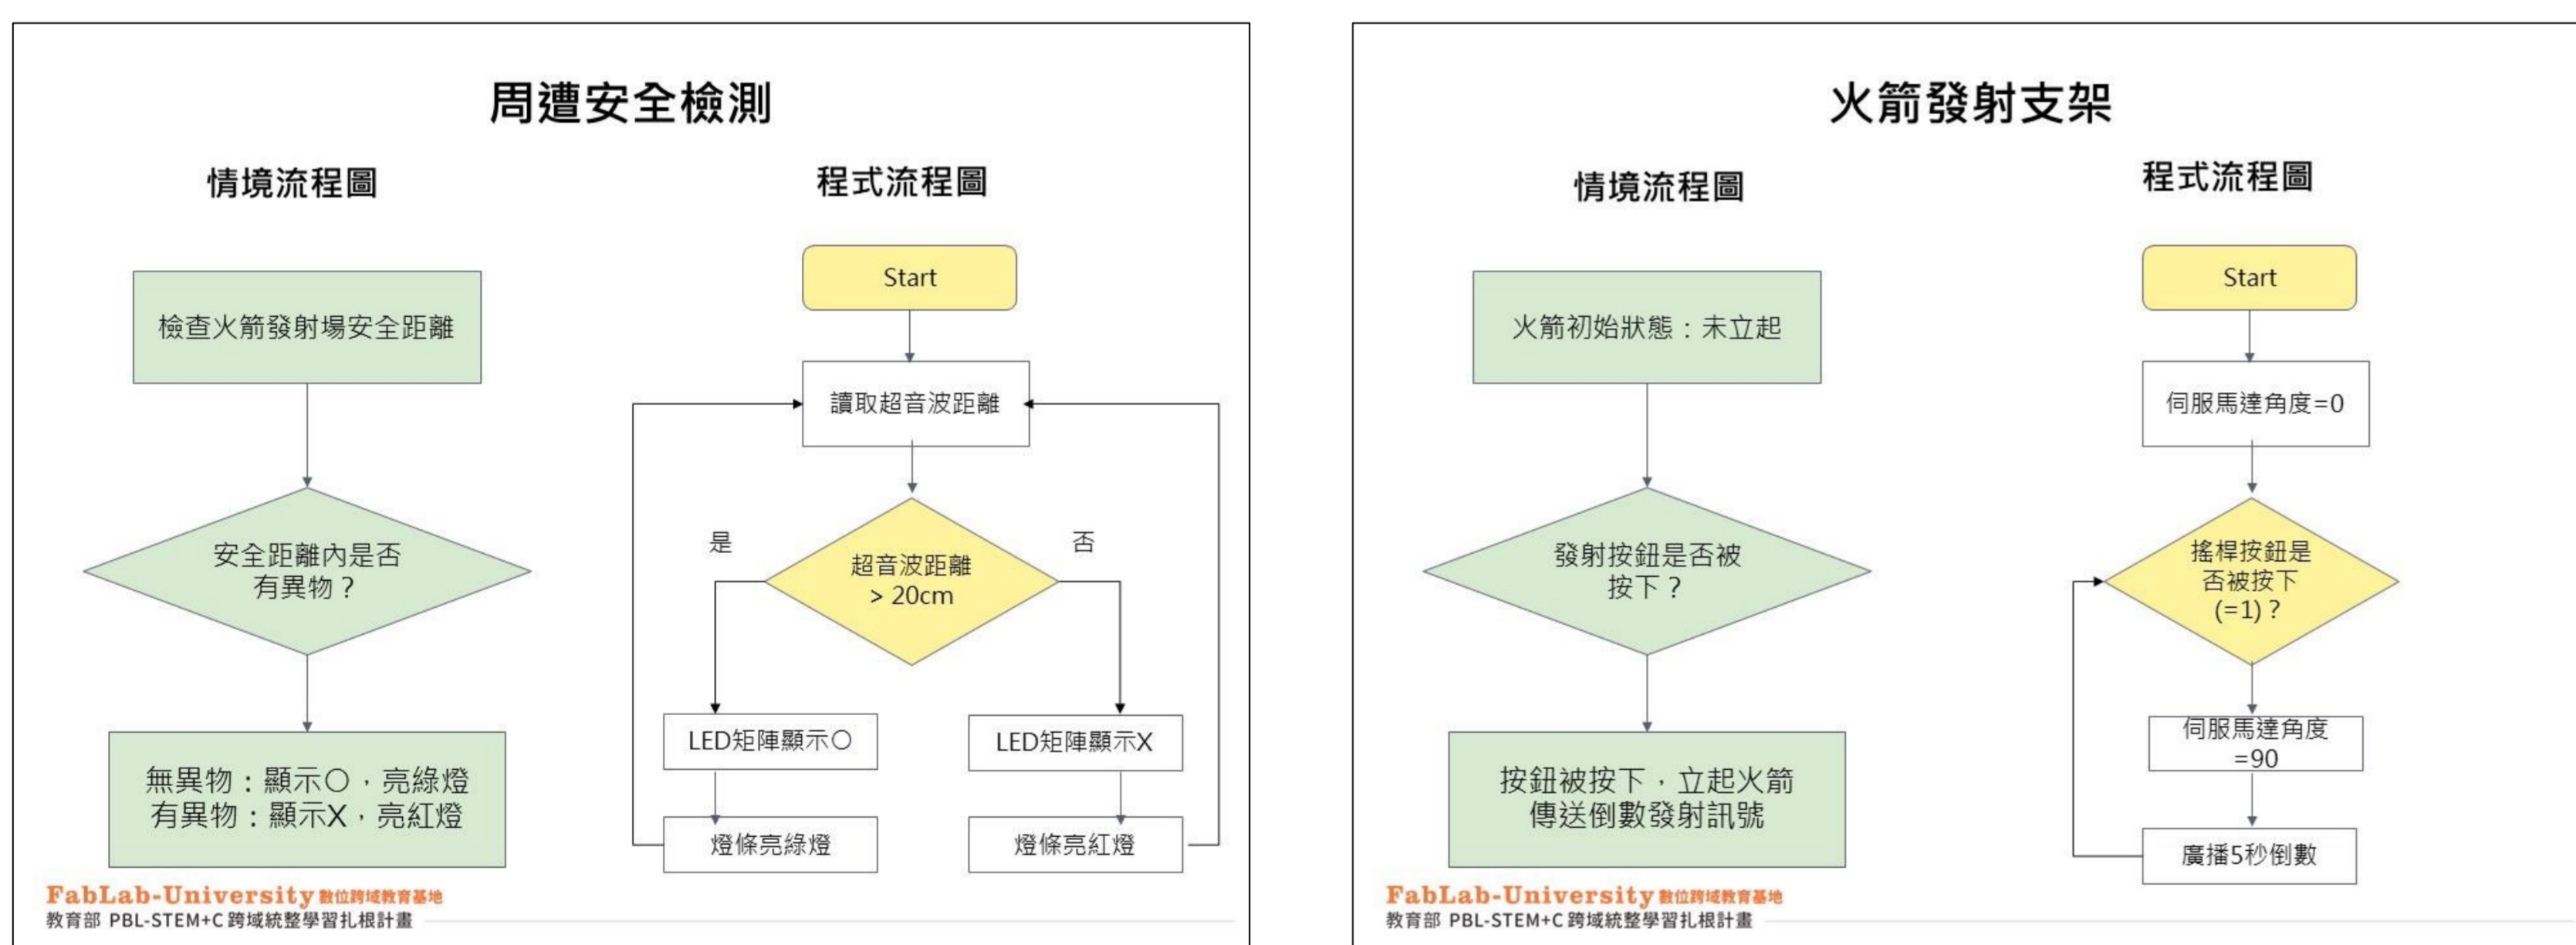 周遭安全檢測
情境流程圖
檢查火箭發射場安全距離
安全距離內是否
有異物？
無異物：顯示○，亮綠燈
有異物：顯示X，亮紅燈
程式流程圖
Start
讀取超音波距離
超音波距離
> 20cm
是
否
LED矩陣顯示○
燈條亮綠燈
LED矩陣顯示X
燈條亮紅燈
FabLab-University 數位跨域教育基地
教育部 PBL-STEM+C 跨域統整學習扎根計畫
火箭發射支架
情境流程圖
火箭初始狀態：未立起
發射按鈕是否被
按下？
按鈕被按下，立起火箭
傳送倒數發射訊號
程式流程圖
Start
伺服馬達角度=0
搖桿按鈕是
否被按下
(=1)？
伺服馬達角度
=90
廣播5秒倒數
FabLab-University 數位跨域教育基地
教育部 PBL-STEM+C 跨域統整學習扎根計畫